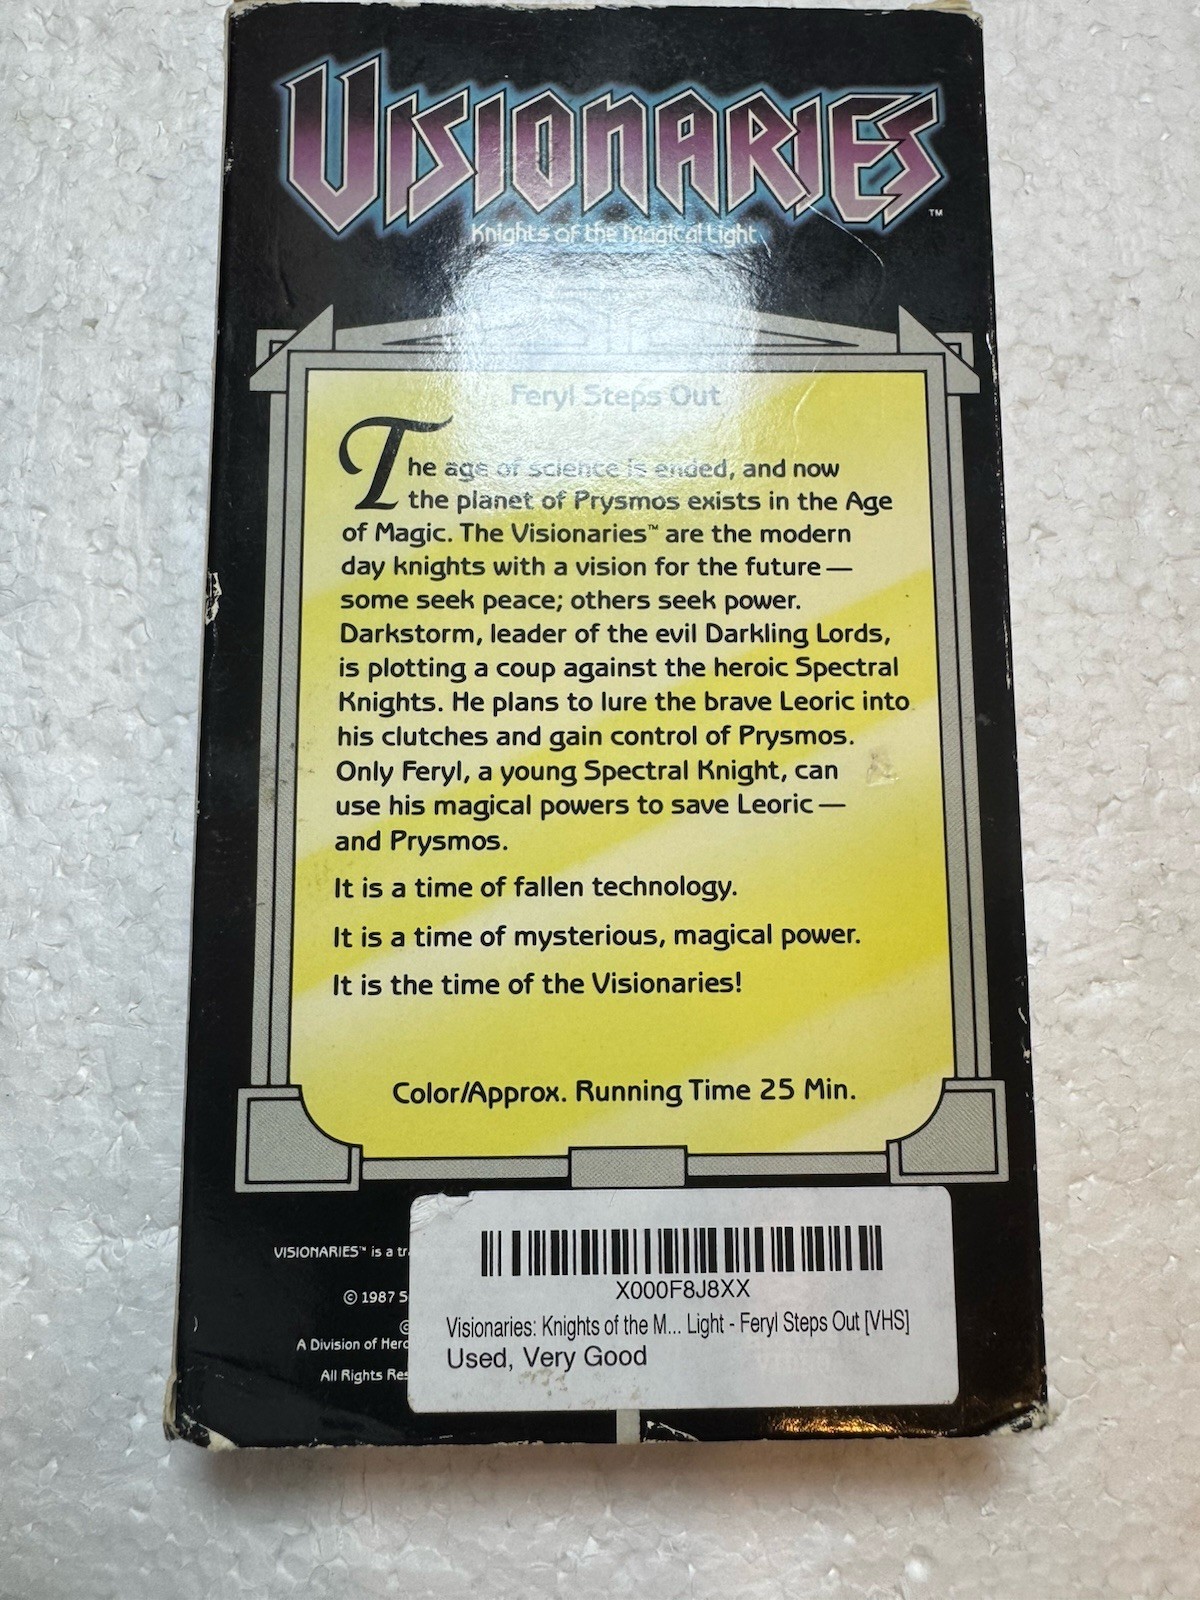 VISIONARIES ™
Knights of the Magical Light
Feryl Steps Out
The age of science is ended, and now
the planet of Prysmos exists in the Age
of Magic. The Visionaries™ are the modern
day knights with a vision for the future —
some seek peace; others seek power.
Darkstorm, leader of the evil Darkling Lords,
is plotting a coup against the heroic Spectral
Knights. He plans to lure the brave Leoric into
his clutches and gain control of Prysmos.
Only Feryl, a young Spectral Knight, can
use his magical powers to save Leoric —
and Prysmos.
It is a time of fallen technology.
It is a time of mysterious, magical power.
It is the time of the Visionaries!
Color/Approx. Running Time 25 Min.
VISIONARIES™ is a
© 1987
©
A Division of
All Rights
X000F8J8XX
Visionaries: Knights of the M... Light - Feryl Steps Out [VHS]
Used, Very Good